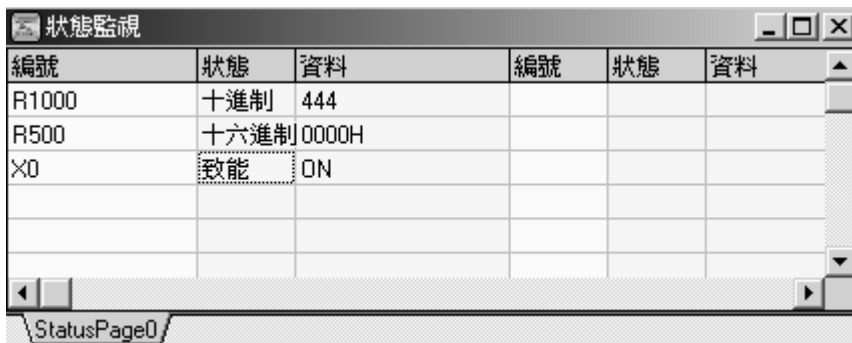 狀態監視
編號 狀態 資料 編號 狀態 資料
R1000 十進制 444
R500 十六進制 0000H
X0 致能 ON
StatusPage0